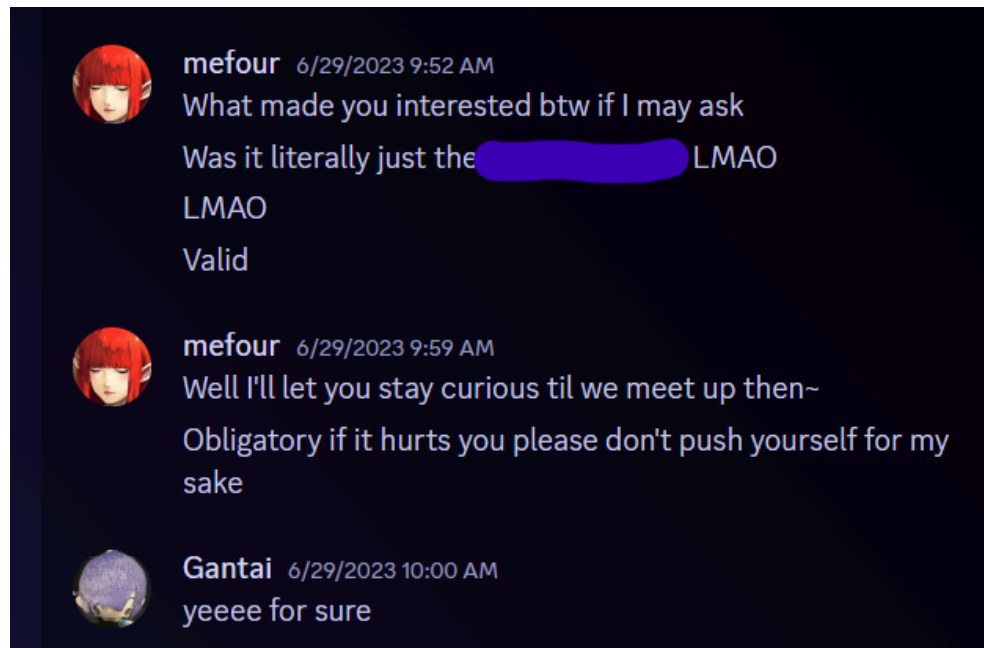 mefour 6/29/2023 9:52 AM
What made you interested btw if I may ask
Was it literally just the LMAO
LMAO
Valid
mefour 6/29/2023 9:59 AM
Well I'll let you stay curious til we meet up then~
Obligatory if it hurts you please don't push yourself for my
sake
Gantai 6/29/2023 10:00 AM
yeeee for sure